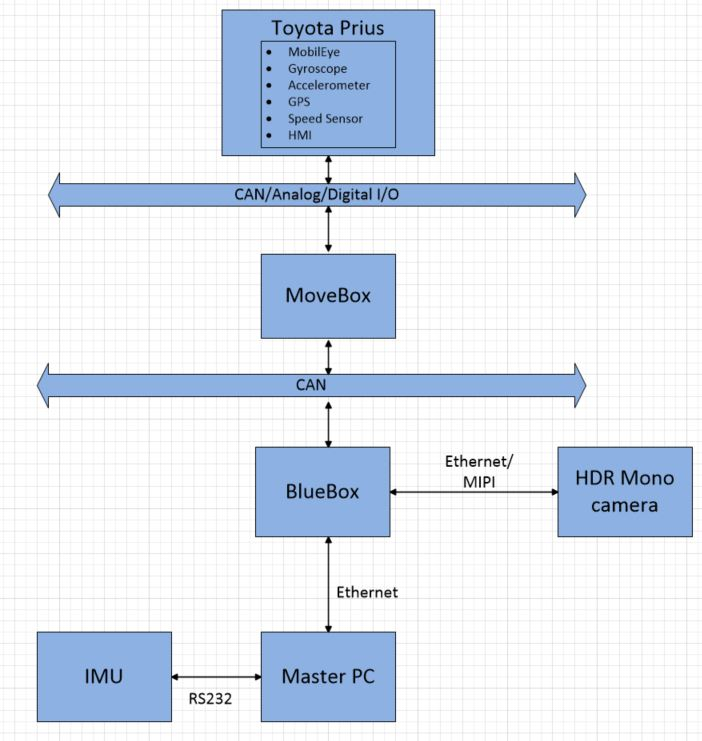 Toyota Prius
• MobilEye
• Gyroscope
• Accelerometer
• GPS
• Speed Sensor
• HMI
CAN/Analog/Digital I/O
MoveBox
CAN
BlueBox
Ethernet/
MIPI
HDR Mono
camera
Ethernet
IMU
RS232
Master PC